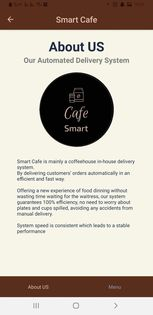 Smart Cafe
About US
Our Automated Delivery System
Cafe
Smart
Smart Cafe is mainly a coffeehouse in-house delivery
system.
By delivering customers' orders automatically in an
efficient and fast way.
Offering a new experience of food dinning without
wasting time waiting for the waitress, our system
guarantees 100% efficiency, no need to worry about
plates and cups spilled, avoiding any accidents from
manual delivery.
System speed is consistent which leads to a stable
performance
About US
Menu